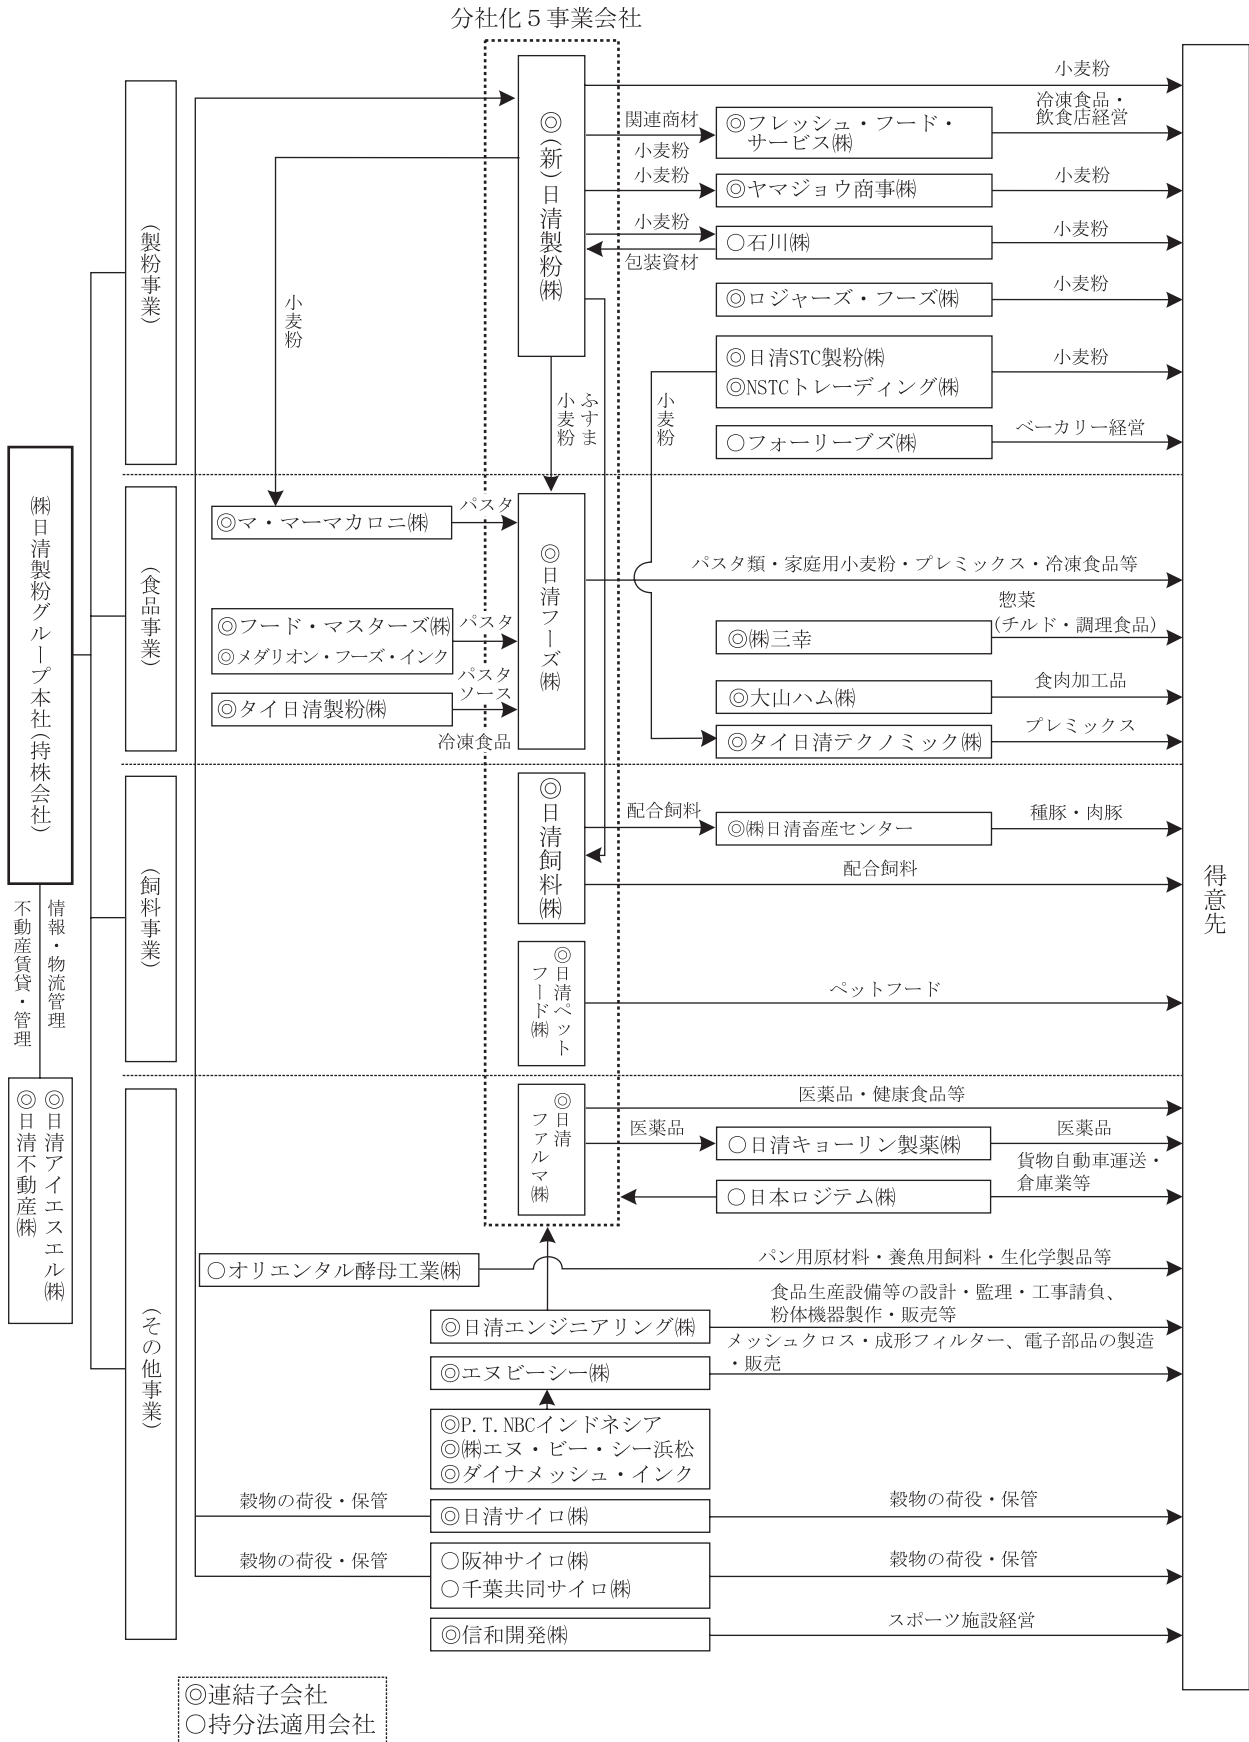 分社化５事業会社
(製粉事業)
◎(新)日清製粉㈱
小麦粉
関連商材
小麦粉
◎フレッシュ・フード・
サービス㈱
冷凍食品・
飲食店経営
小麦粉
◎ヤマジョウ商事㈱
小麦粉
小麦粉
包装資材
○石川㈱
小麦粉
◎ロジャーズ・フーズ㈱
小麦粉
◎日清STC製粉㈱
◎NSTCトレーディング㈱
小麦粉
○フォーリーブズ㈱
ベーカリー経営
小麦粉
ふすま
小麦粉
小麦粉
㈱日清製粉グループ本社(持株会社)
(食品事業)
◎マ・マーマカロニ㈱
パスタ
◎フード・マスターズ㈱
◎メダリオン・フーズ・インク
パスタ
パスタ
ソース
◎タイ日清製粉㈱
冷凍食品
◎日清フーズ㈱
パスタ類・家庭用小麦粉・プレミックス・冷凍食品等
◎㈱三幸
惣菜
(チルド・調理食品)
◎大山ハム㈱
食肉加工品
◎タイ日清テクノミック㈱
プレミックス
(飼料事業)
◎日清飼料㈱
配合飼料
◎㈱日清畜産センター
種豚・肉豚
配合飼料
◎日清ペット
フード㈱
ペットフード
得意先
情報・物流管理
不動産賃貸・管理
◎日清アイエスエル㈱
◎日清不動産㈱
(その他事業)
◎日清
ファルマ㈱
医薬品・健康食品等
医薬品
○日清キョーリン製薬㈱
医薬品
○日本ロジテム㈱
貨物自動車運送・
倉庫業等
○オリエンタル酵母工業㈱
パン用原材料・養魚用飼料・生化学製品等
◎日清エンジニアリング㈱
食品生産設備等の設計・監理・工事請負、
粉体機器製作・販売等
◎エヌビーシー㈱
メッシュクロス・成形フィルター、電子部品の製造
・販売
◎P.T.NBCインドネシア
◎㈱エヌ・ビー・シー浜松
◎ダイナメッシュ・インク
穀物の荷役・保管
◎日清サイロ㈱
穀物の荷役・保管
穀物の荷役・保管
○阪神サイロ㈱
○千葉共同サイロ㈱
穀物の荷役・保管
◎信和開発㈱
スポーツ施設経営
◎連結子会社
○持分法適用会社